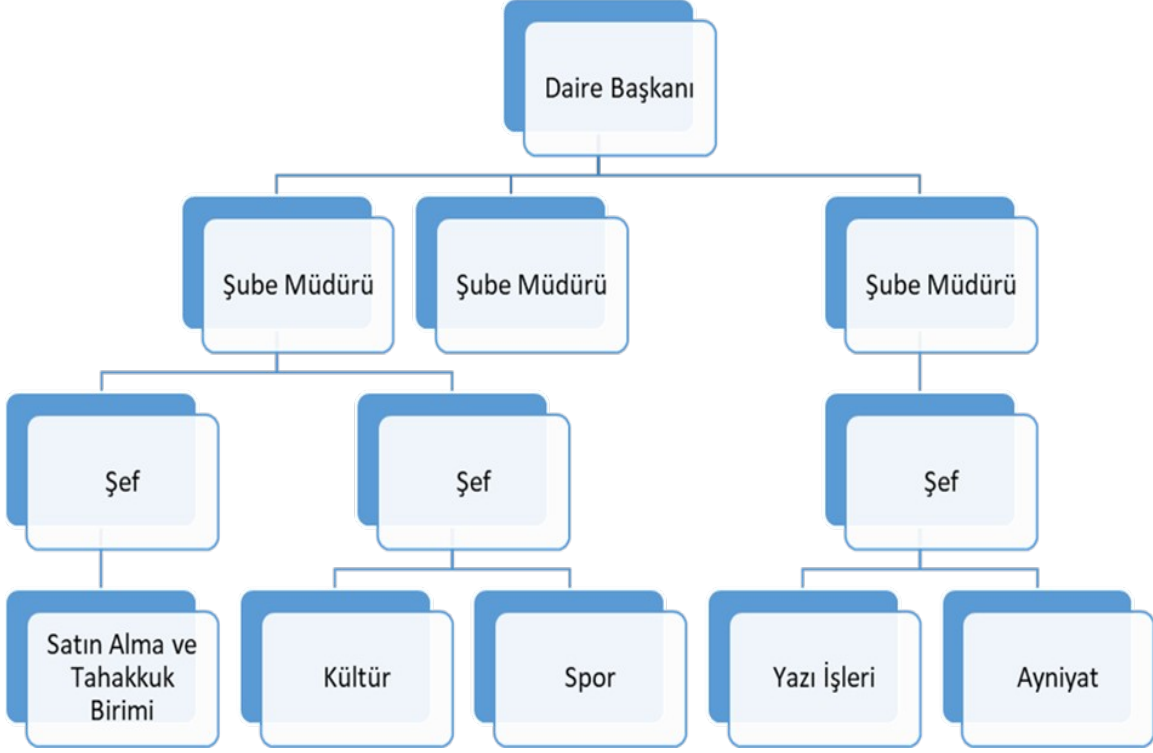 Daire Başkanı
Şube Müdürü
Şube Müdürü
Şube Müdürü
Şef
Şef
Şef
Satın Alma ve
Tahakkuk
Birimi
Kültür
Spor
Yazı İşleri
Ayniyat